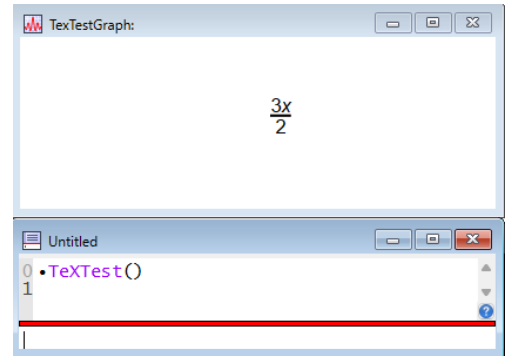 TexTestGraph:
3x
2
Untitled
0 •TeXTest()
1
?